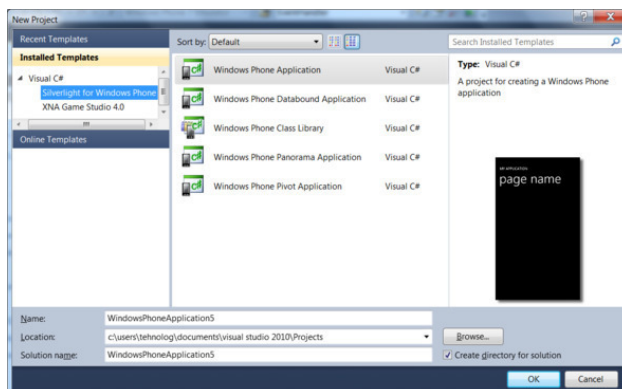 New Project
Recent Templates
Installed Templates
Visual C#
Silverlight for Windows Phone
XNA Game Studio 4.0
Online Templates
Sort by: Default
Search Installed Templates
Windows Phone Application Visual C#
Windows Phone Databound Application Visual C#
Windows Phone Class Library Visual C#
Windows Phone Panorama Application Visual C#
Windows Phone Pivot Application Visual C#
Type: Visual C#
A project for creating a Windows Phone
application
MY APPLICATION
page name
Name: WindowsPhoneApplication5
Location: c:\users\tehnolog\documents\visual studio 2010\Projects Browse...
Solution name: WindowsPhoneApplication5 Create directory for solution
OK Cancel